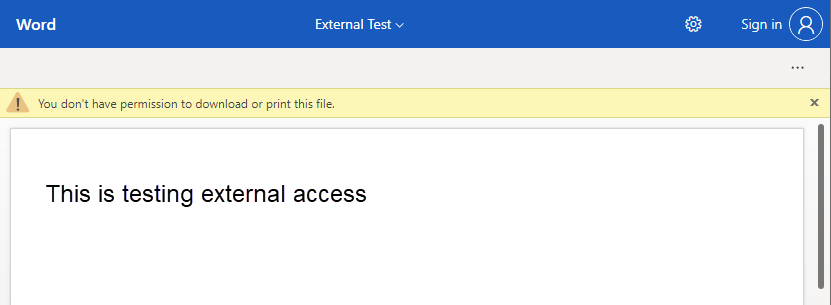 Word
External Test
Sign in
...
You don't have permission to download or print this file.
This is testing external access